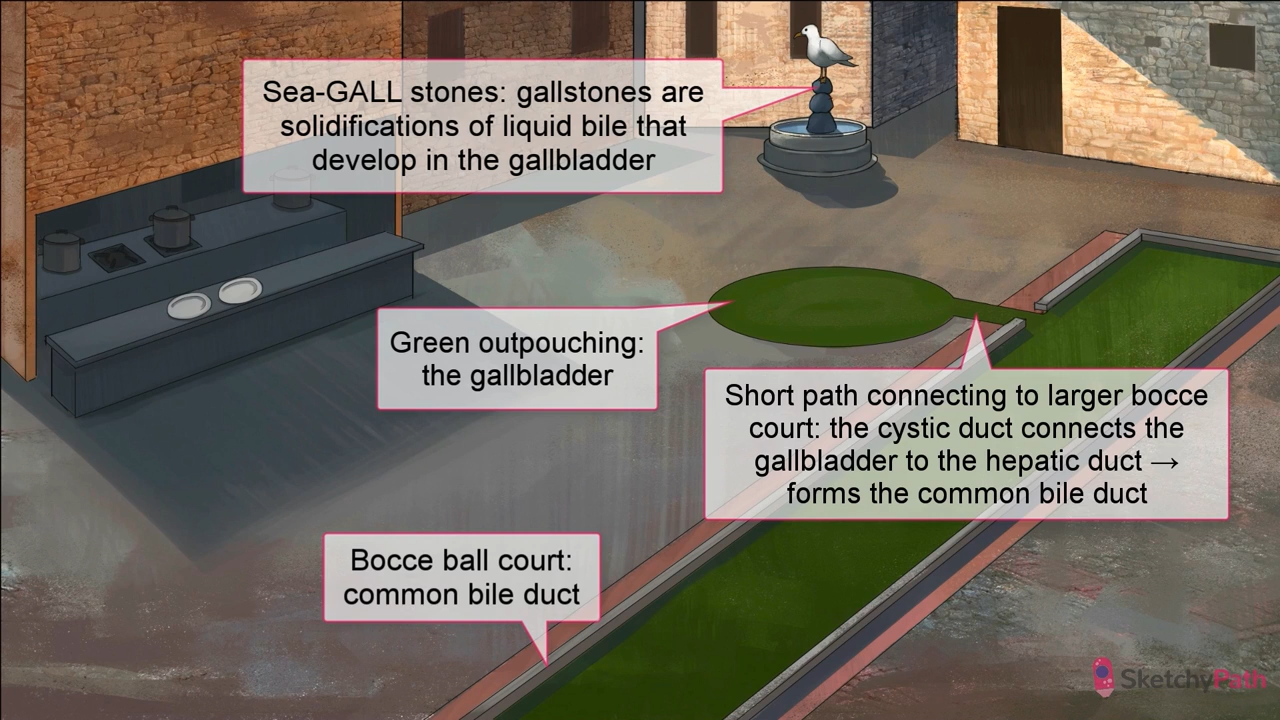 Sea-GALL stones: gallstones are
solidifications of liquid bile that
develop in the gallbladder
Green outpouching:
the gallbladder
Short path connecting to larger bocce
court: the cystic duct connects the
gallbladder to the hepatic duct →
forms the common bile duct
Bocce ball court:
common bile duct
SketchyPath